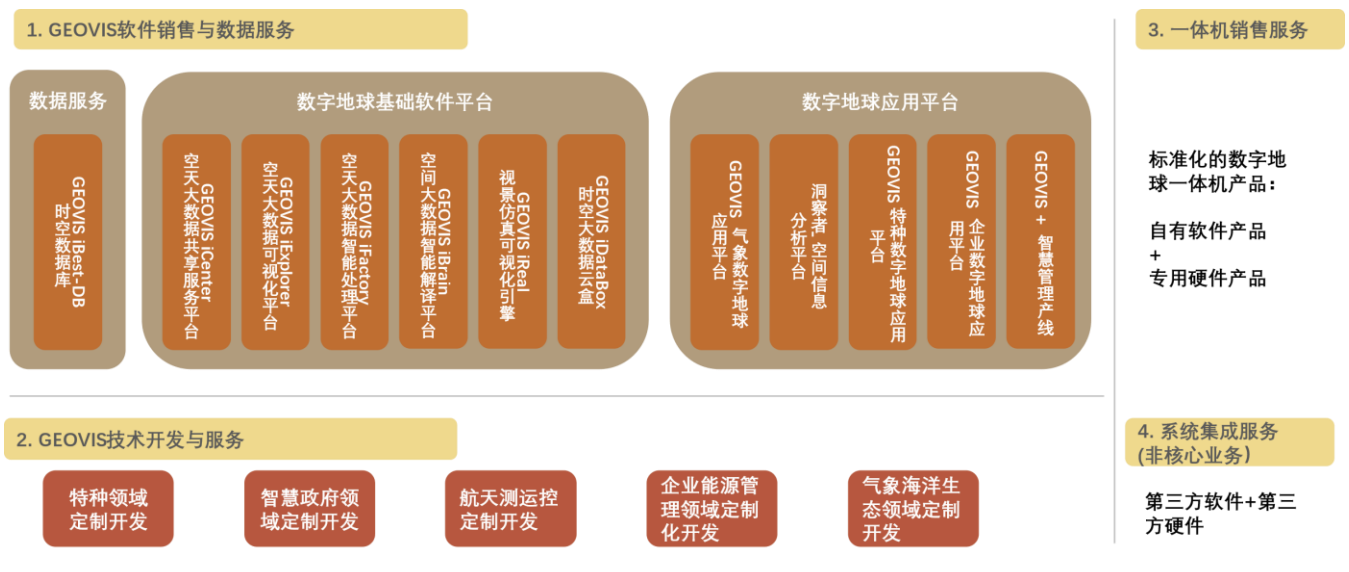 1. GEOVIS软件销售与数据服务
数据服务
GEOVIS iBest-DB
时空数据库
数字地球基础软件平台
GEOVIS iCenter
空天大数据共享服务平台
GEOVIS iExplorer
空天大数据可视化平台
GEOVIS iFactory
空天大数据智能处理平台
GEOVIS iBrain
空间大数据智能解译平台
GEOVIS iReal
视景仿真可视化引擎
GEOVIS iDataBox
时空大数据云盒
数字地球应用平台
GEOVIS 气象数字地球
应用平台
洞察者, 空间信息
分析平台
GEOVIS 特种数字地球应用
平台
GEOVIS 企业数字地球应
用平台
GEOVIS + 智慧管理产线
2. GEOVIS技术开发与服务
特种领域
定制开发
智慧政府领
域定制开发
航天测运控
定制开发
企业能源管
理领域定制
化开发
气象海洋生
态领域定制
开发
3. 一体机销售服务
标准化的数字地
球一体机产品：
自有软件产品
+
专用硬件产品
4. 系统集成服务
(非核心业务)
第三方软件+第三
方硬件